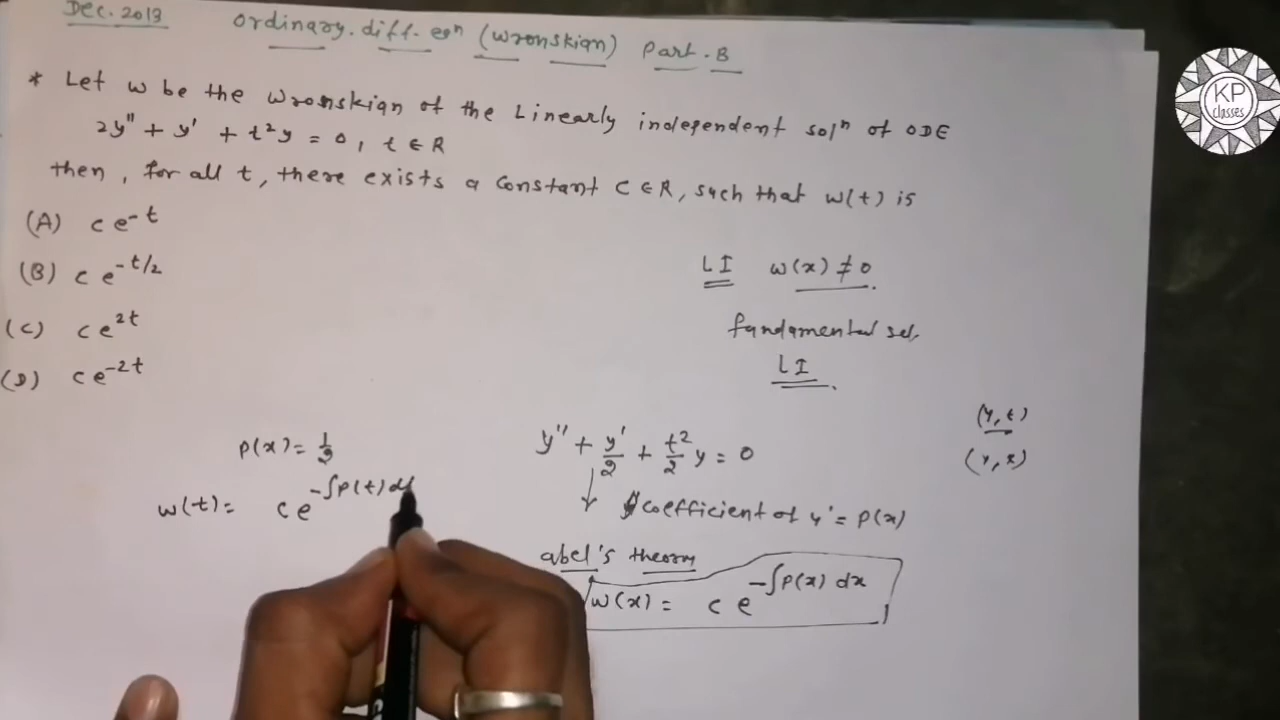 Dec. 2013 Ordinary. diff. eqⁿ (Wronskian) Part. B
KP
classes
* Let w be the wronskian of the Linearly independent solⁿ of ODE
2y'' + y' + t²y = 0, t ∈ R
then, for all t, there exists a constant C ∈ R, such that w(t) is
(A) c e^{-t}
(B) c e^{-t/2}
(C) c e^{2t}
(D) c e^{-2t}
LI w(x) ≠ 0
fundamental set,
LI
(y,t)
(y,x)
P(x) = 1/2
w(t) = c e^{-∫P(t)d
y'' + y'/2 + t²/2 y = 0
coefficient of y' = P(x)
abel's theorm
w(x) = c e^{-∫P(x) dx}